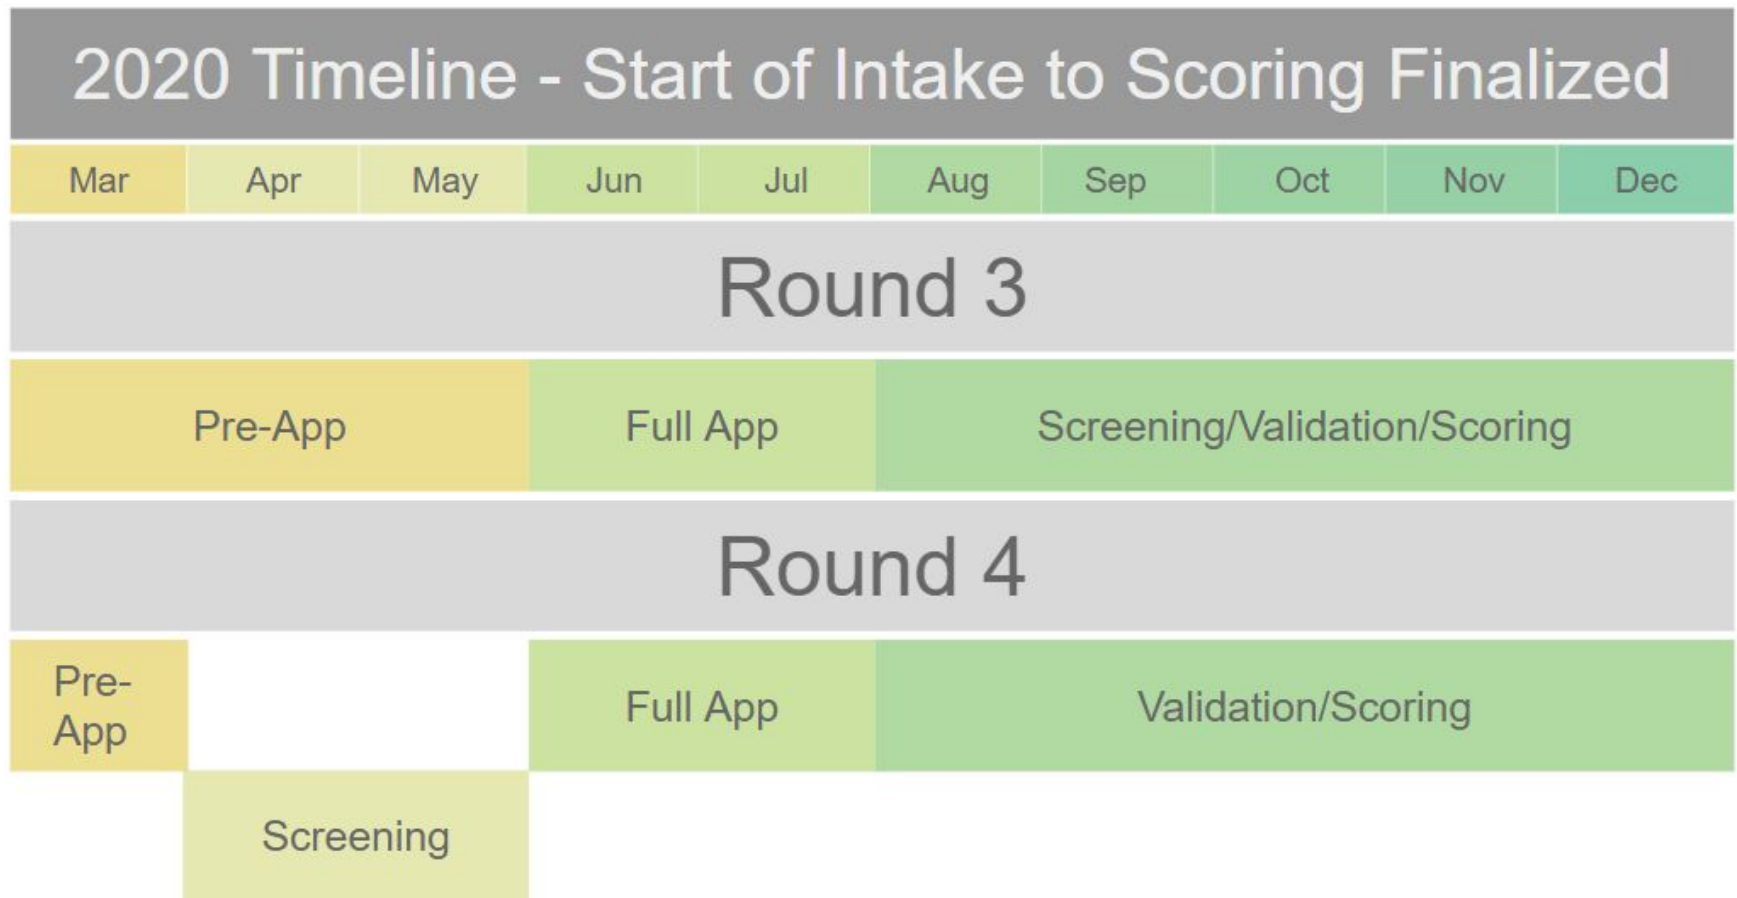 2020 Timeline - Start of Intake to Scoring Finalized
Mar Apr May Jun Jul Aug Sep Oct Nov Dec
Round 3
Pre-App Full App Screening/Validation/Scoring
Round 4
Pre-
App
Full App Validation/Scoring
Screening